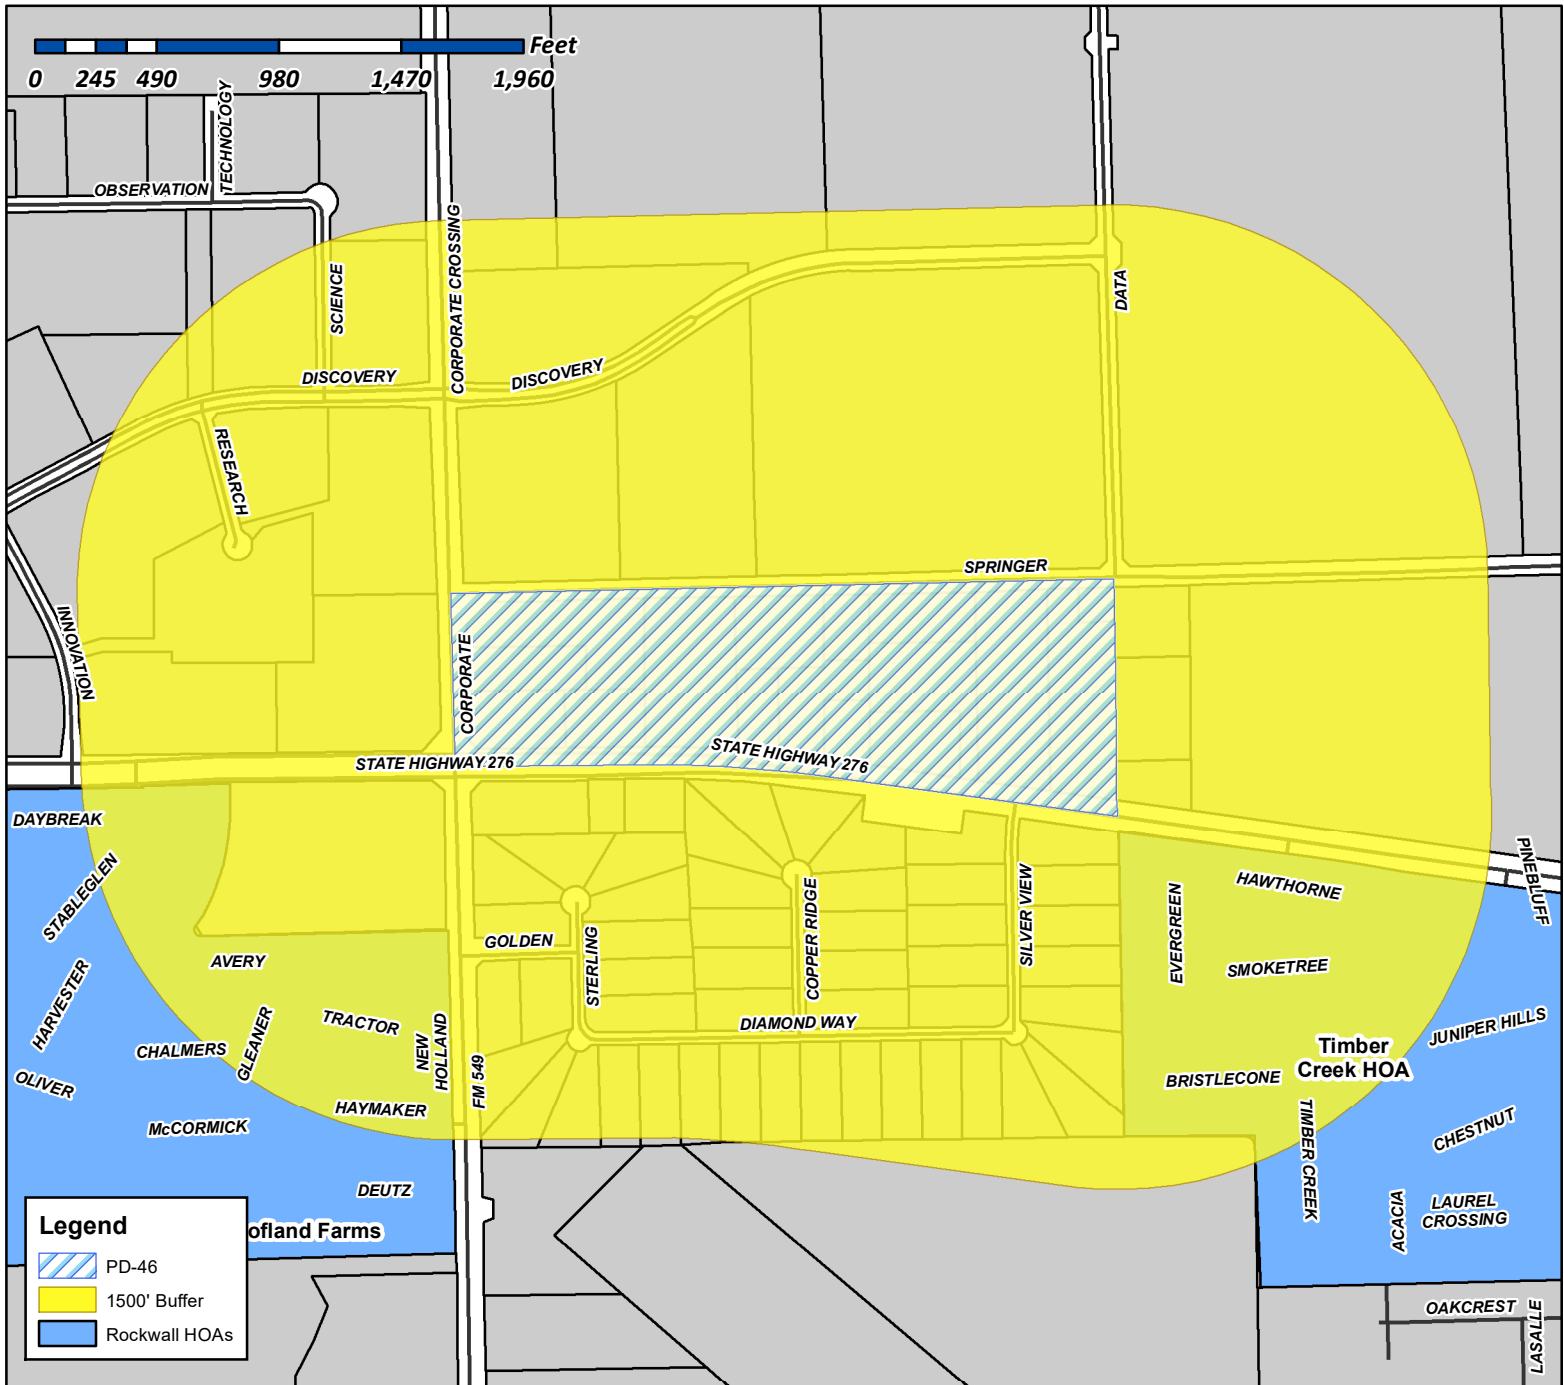 Feet
0 245 490 980 1,470 1,960
TECHNOLOGY
OBSERVATION
SCIENCE
CORPORATE CROSSING
DATA
DISCOVERY
DISCOVERY
RESEARCH
SPRINGER
INNOVATION
CORPORATE
STATE HIGHWAY 276
STATE HIGHWAY 276
DAYBREAK
STABLEGLEN
HAWTHORNE
PINEBLUFF
EVERGREEN
SILVER VIEW
COPPER RIDGE
GOLDEN
STERLING
AVERY
SMOKETREE
HARVESTER
TRACTOR
DIAMOND WAY
JUNIPER HILLS
GLEANER
NEW
HOLLAND
CHALMERS
Timber
Creek HOA
OLIVER
FM 549
BRISTLECONE
HAYMAKER
McCORMICK
TIMBER CREEK
CHESTNUT
DEUTZ
ACACIA
LAUREL
CROSSING
ofland Farms
Legend
PD-46
1500' Buffer
Rockwall HOAs
OAKCREST
LASALLE